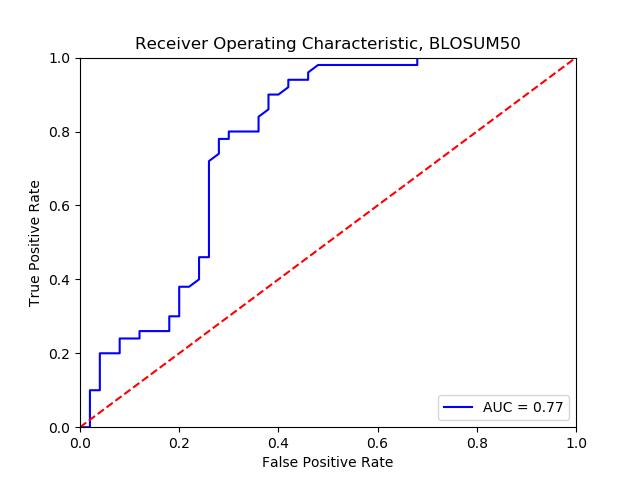 Receiver Operating Characteristic, BLOSUM50
1.0
0.8
0.6
0.4
0.2
0.0
True Positive Rate
AUC = 0.77
0.0 0.2 0.4 0.6 0.8 1.0
False Positive Rate